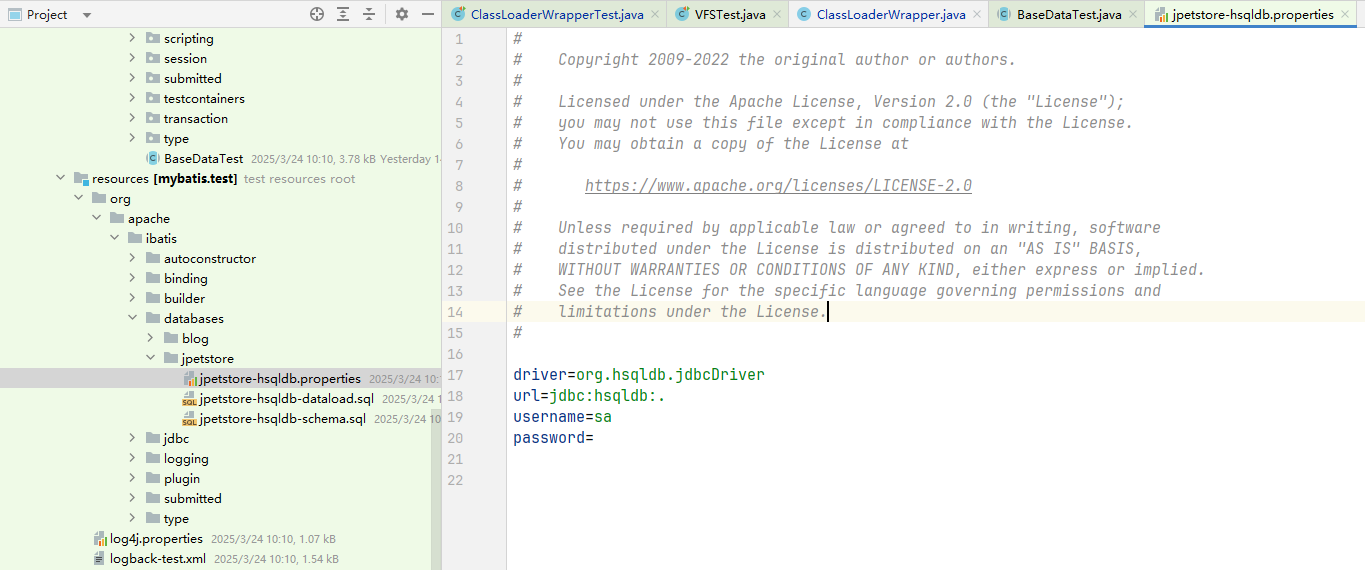 Project
scripting
session
submitted
testcontainers
transaction
type
BaseDataTest 2025/3/24 10:10, 3.78 kB Yesterday 1
resources [mybatis.test] test resources root
org
apache
ibatis
autoconstructor
binding
builder
databases
blog
jpetstore
jpetstore-hsqldb.properties 2025/3/24 10:
jpetstore-hsqldb-dataload.sql 2025/3/24 1
jpetstore-hsqldb-schema.sql 2025/3/24 10
jdbc
logging
plugin
submitted
type
log4j.properties 2025/3/24 10:10, 1.07 kB
logback-test.xml 2025/3/24 10:10, 1.54 kB
ClassLoaderWrapperTest.java VFSTest.java ClassLoaderWrapper.java BaseDataTest.java jpetstore-hsqldb.properties
1 #
2 # Copyright 2009-2022 the original author or authors.
3 #
4 # Licensed under the Apache License, Version 2.0 (the "License");
5 # you may not use this file except in compliance with the License.
6 # You may obtain a copy of the License at
7 #
8 # https://www.apache.org/licenses/LICENSE-2.0
9 #
10 # Unless required by applicable law or agreed to in writing, software
11 # distributed under the License is distributed on an "AS IS" BASIS,
12 # WITHOUT WARRANTIES OR CONDITIONS OF ANY KIND, either express or implied.
13 # See the License for the specific language governing permissions and
14 # limitations under the License.
15 #
16
17 driver=org.hsqldb.jdbcDriver
18 url=jdbc:hsqldb:.
19 username=sa
20 password=
21
22